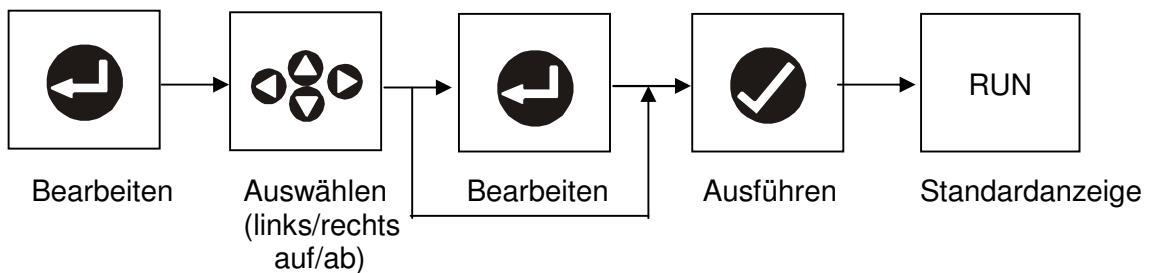 RUN
Bearbeiten
Auswählen
(links/rechts
auf/ab)
Bearbeiten
Ausführen
Standardanzeige